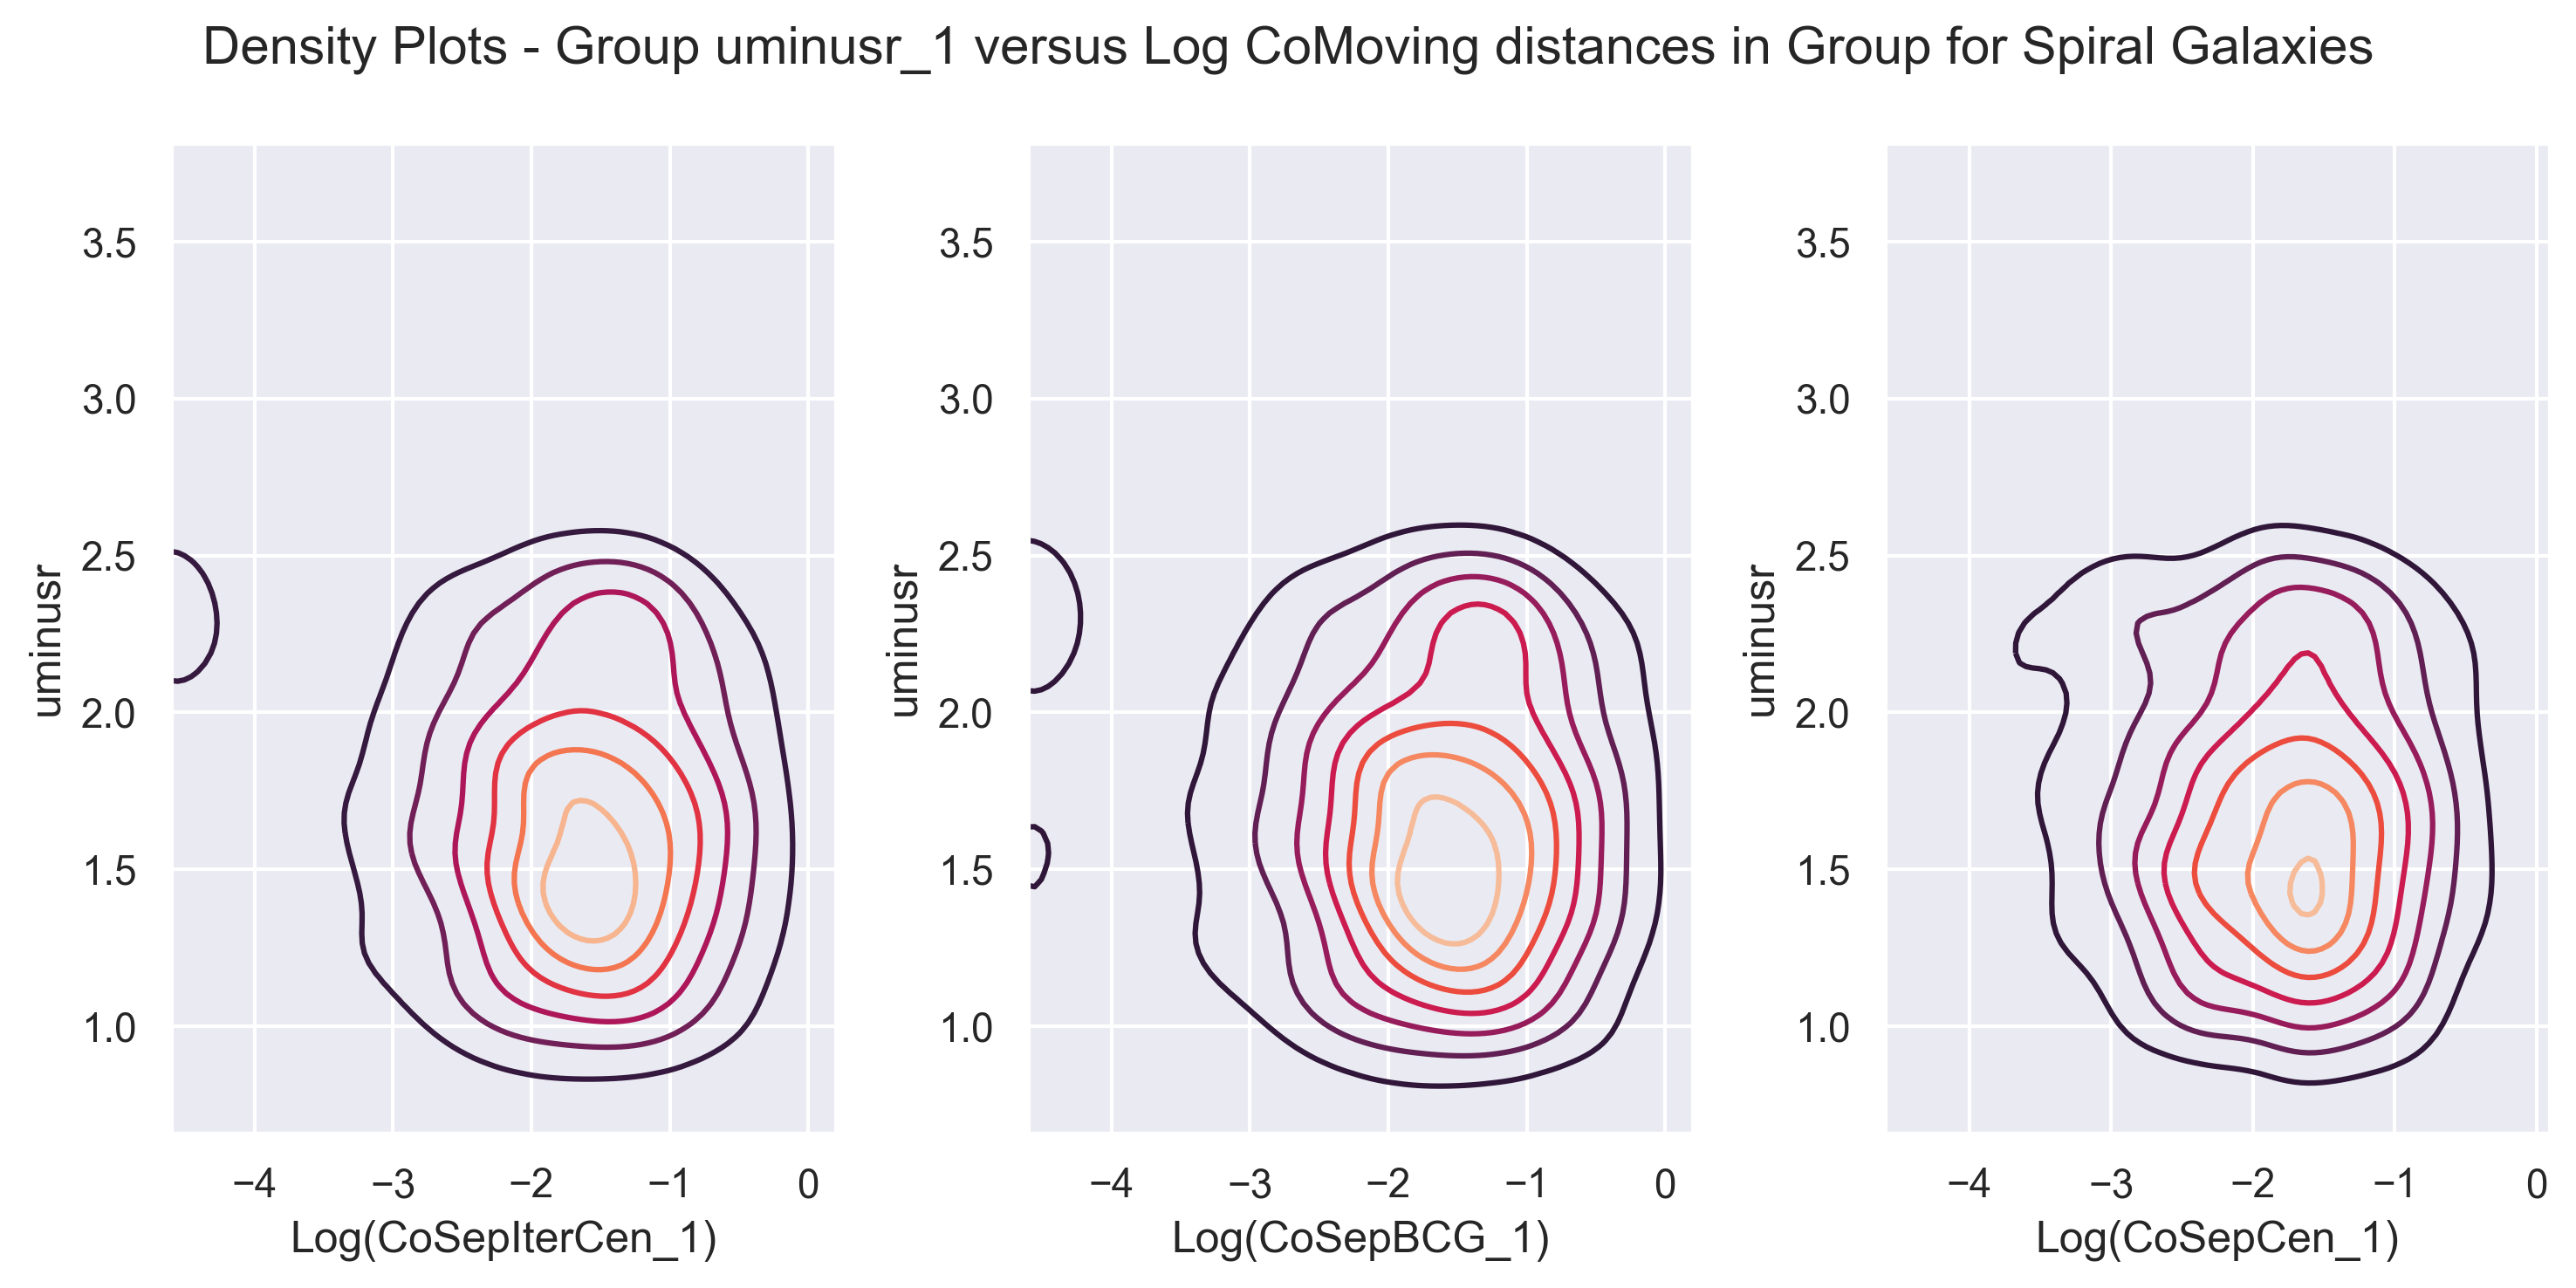 Density Plots - Group uminusr_1 versus Log CoMoving distances in Group for Spiral Galaxies
3.5
3.0
2.5
2.0
1.5
1.0
uminusr
−4 −3 −2 −1 0
Log(CoSepIterCen_1)
3.5
3.0
2.5
2.0
1.5
1.0
uminusr
−4 −3 −2 −1 0
Log(CoSepBCG_1)
3.5
3.0
2.5
2.0
1.5
1.0
uminusr
−4 −3 −2 −1 0
Log(CoSepCen_1)